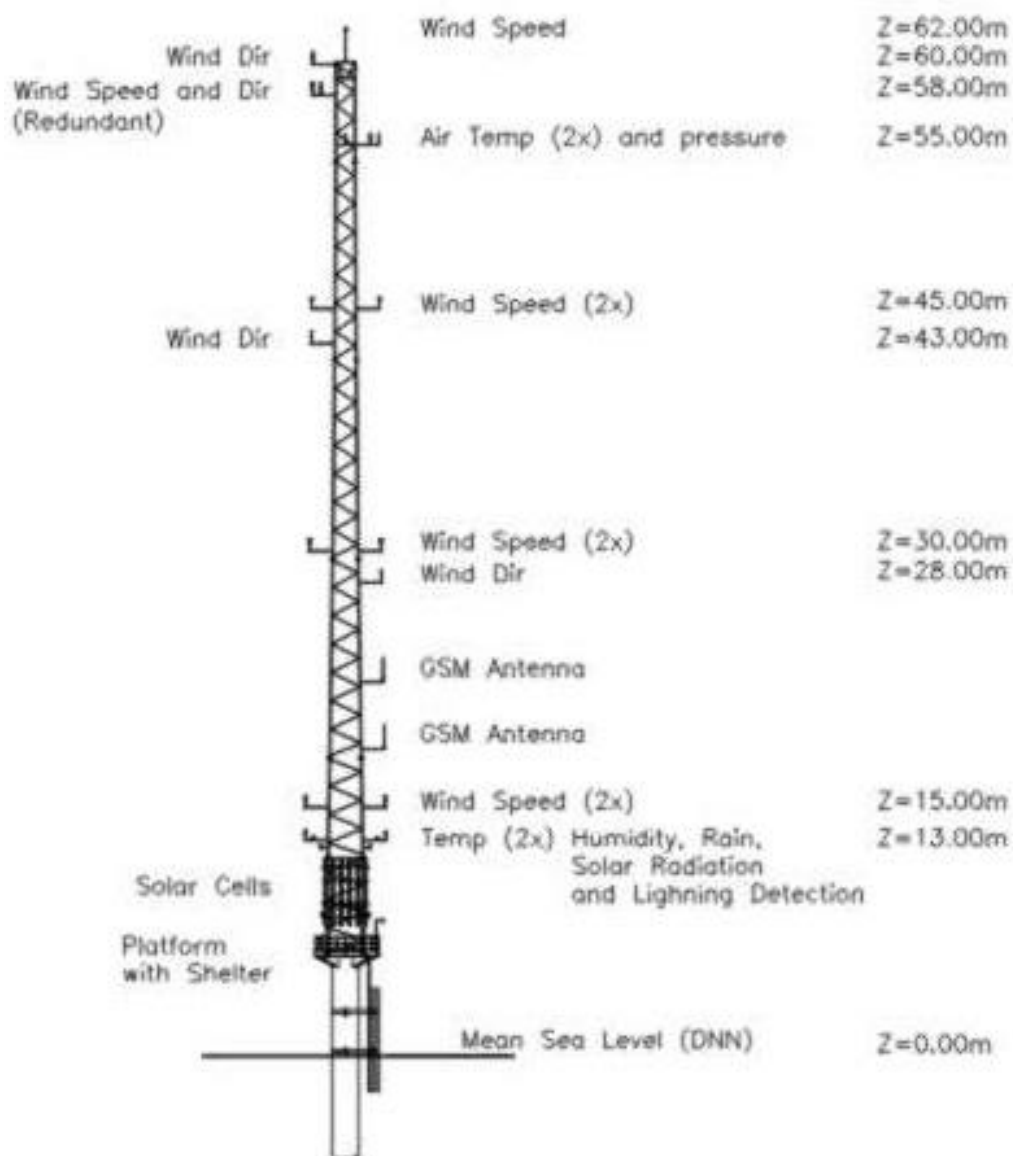 Wind Speed Z=62.00m
Wind Dir Z=60.00m
Wind Speed and Dir Z=58.00m
(Redundant)
Air Temp (2x) and pressure Z=55.00m
Wind Speed (2x) Z=45.00m
Wind Dir Z=43.00m
Wind Speed (2x) Z=30.00m
Wind Dir Z=28.00m
GSM Antenna
GSM Antenna
Wind Speed (2x) Z=15.00m
Temp (2x) Humidity, Rain, Z=13.00m
Solar Radiation
and Lighning Detection
Solar Cells
Platform
with Shelter
Mean Sea Level (DNN) Z=0.00m